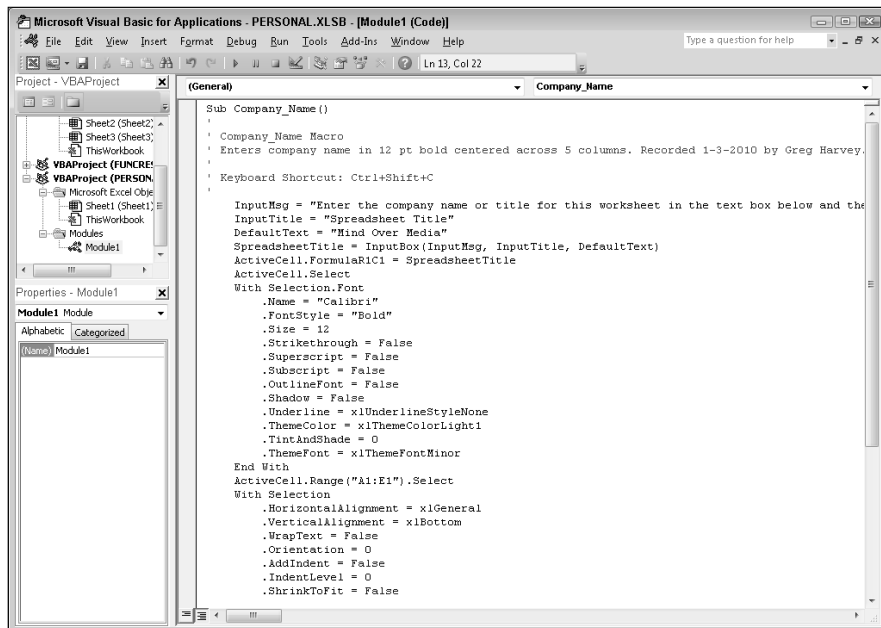 Microsoft Visual Basic for Applications - PERSONAL.XLSB - [Module1 (Code)]
File Edit View Insert Format Debug Run Tools Add-Ins Window Help
Type a question for help
Ln 13, Col 22
Project - VBAProject
Sheet2 (Sheet2)
Sheet3 (Sheet3)
ThisWorkbook
VBAProject (FUNCRES
VBAProject (PERSON
Microsoft Excel Obje
Sheet1 (Sheet1)
ThisWorkbook
Modules
Module1
Properties - Module1
Module1 Module
Alphabetic Categorized
(Name) Module1
(General) Company_Name
Sub Company_Name()
'
' Company_Name Macro
' Enters company name in 12 pt bold centered across 5 columns. Recorded 1-3-2010 by Greg Harvey.
'
' Keyboard Shortcut: Ctrl+Shift+C
'
InputMsg = "Enter the company name or title for this worksheet in the text box below and the
InputTitle = "Spreadsheet Title"
DefaultText = "Mind Over Media"
SpreadsheetTitle = InputBox(InputMsg, InputTitle, DefaultText)
ActiveCell.FormulaR1C1 = SpreadsheetTitle
ActiveCell.Select
With Selection.Font
.Name = "Calibri"
.FontStyle = "Bold"
.Size = 12
.Strikethrough = False
.Superscript = False
.Subscript = False
.OutlineFont = False
.Shadow = False
.Underline = xlUnderlineStyleNone
.ThemeColor = xlThemeColorLight1
.TintAndShade = 0
.ThemeFont = xlThemeFontMinor
End With
ActiveCell.Range("A1:E1").Select
With Selection
.HorizontalAlignment = xlGeneral
.VerticalAlignment = xlBottom
.WrapText = False
.Orientation = 0
.AddIndent = False
.IndentLevel = 0
.ShrinkToFit = False